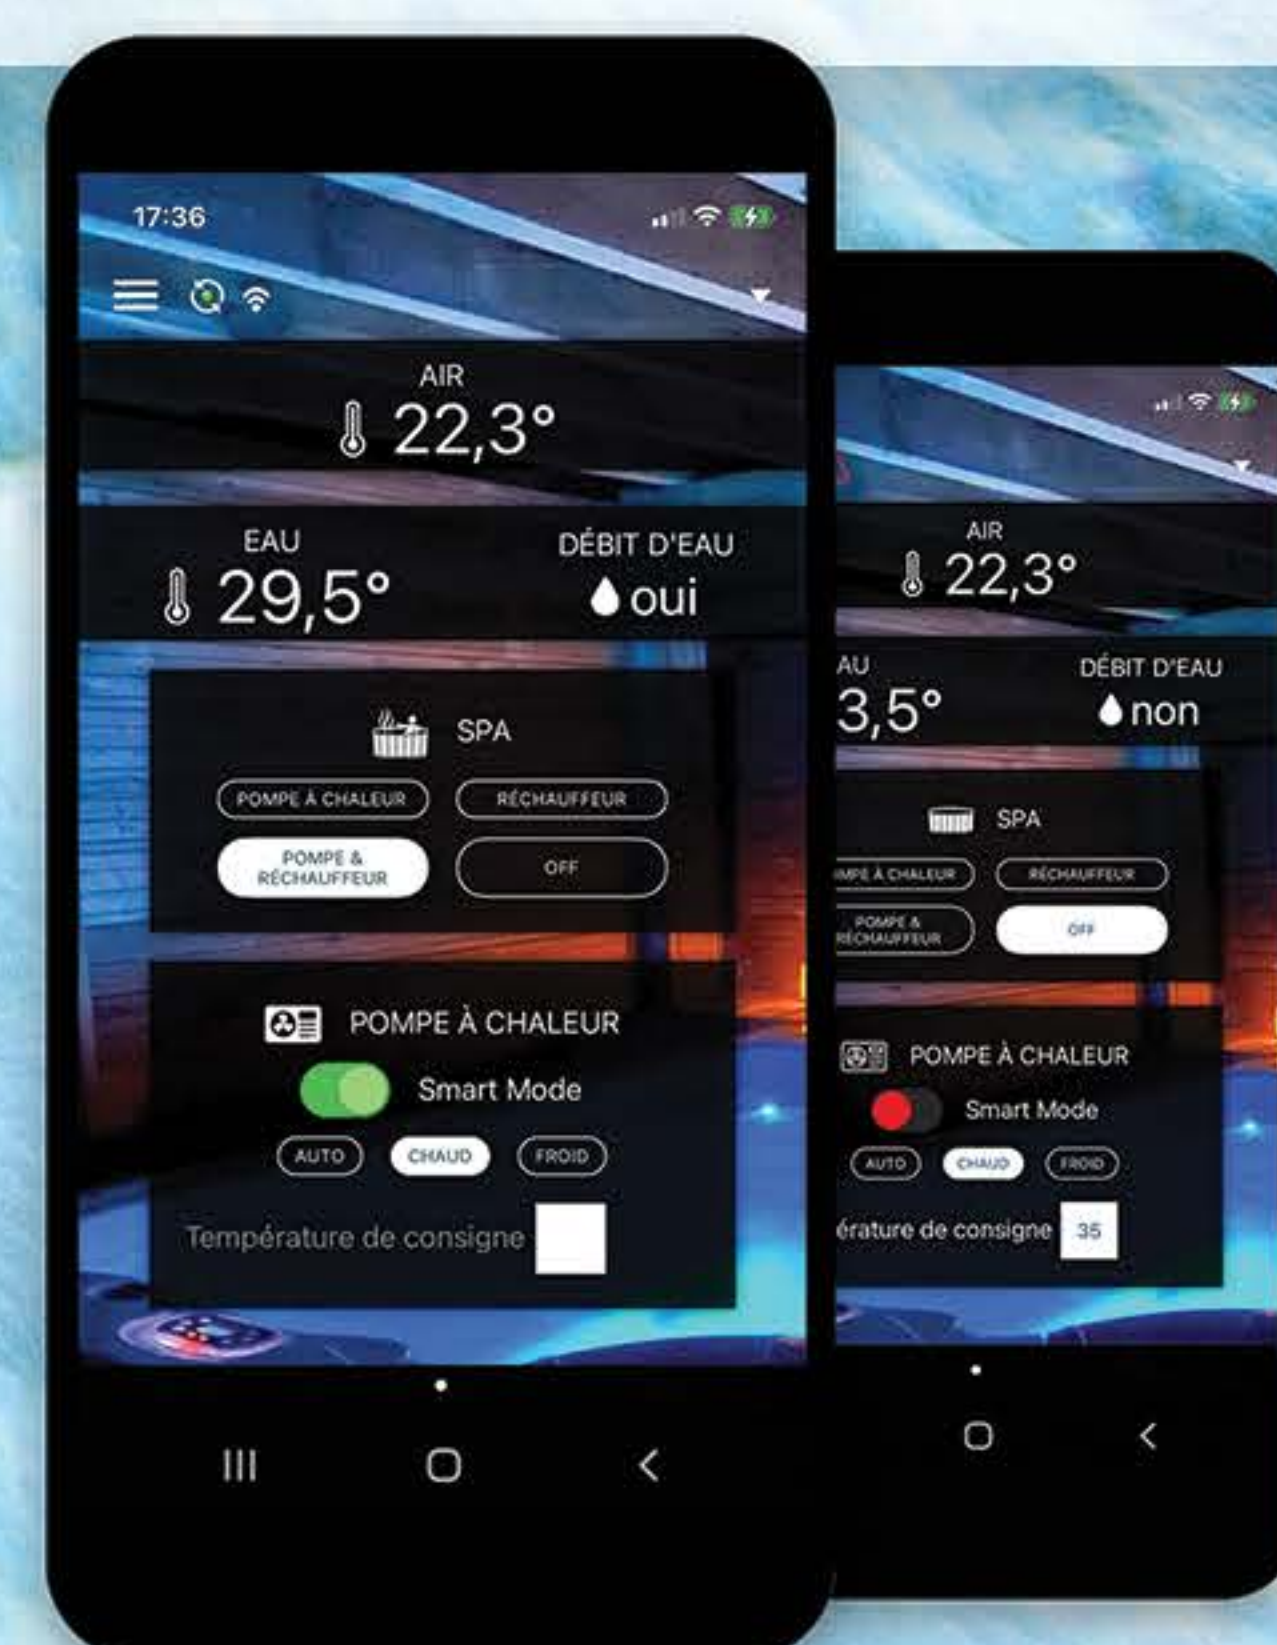 17:36
AIR
22,3°
EAU
29,5°
DÉBIT D'EAU
oui
SPA
POMPE À CHALEUR
RÉCHAUFFEUR
POMPE &
RÉCHAUFFEUR
OFF
POMPE À CHALEUR
Smart Mode
AUTO
CHAUD
FROID
Température de consigne
AIR
22,3°
AU
3,5°
DÉBIT D'EAU
non
SPA
MPE À CHALEUR
RÉCHAUFFEUR
POMPE &
RÉCHAUFFEUR
OFF
POMPE À CHALEUR
Smart Mode
AUTO
CHAUD
FROID
érature de consigne
35